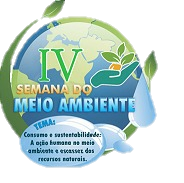 IV
SEMANA DO
MEIO AMBIENTE
TEMA:
Consumo e sustentabilidade:
A ação humana no meio
ambiente e escassez dos
recursos naturais.